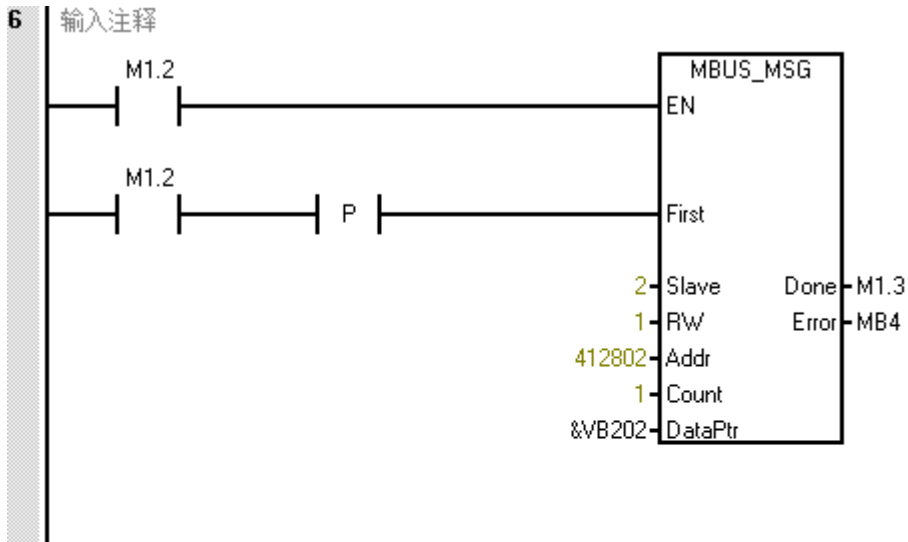 6 输入注释
M1.2 MBUS_MSG
EN
M1.2
P First
2 Slave Done M1.3
1 RW Error MB4
412802 Addr
1 Count
&VB202 DataPtr